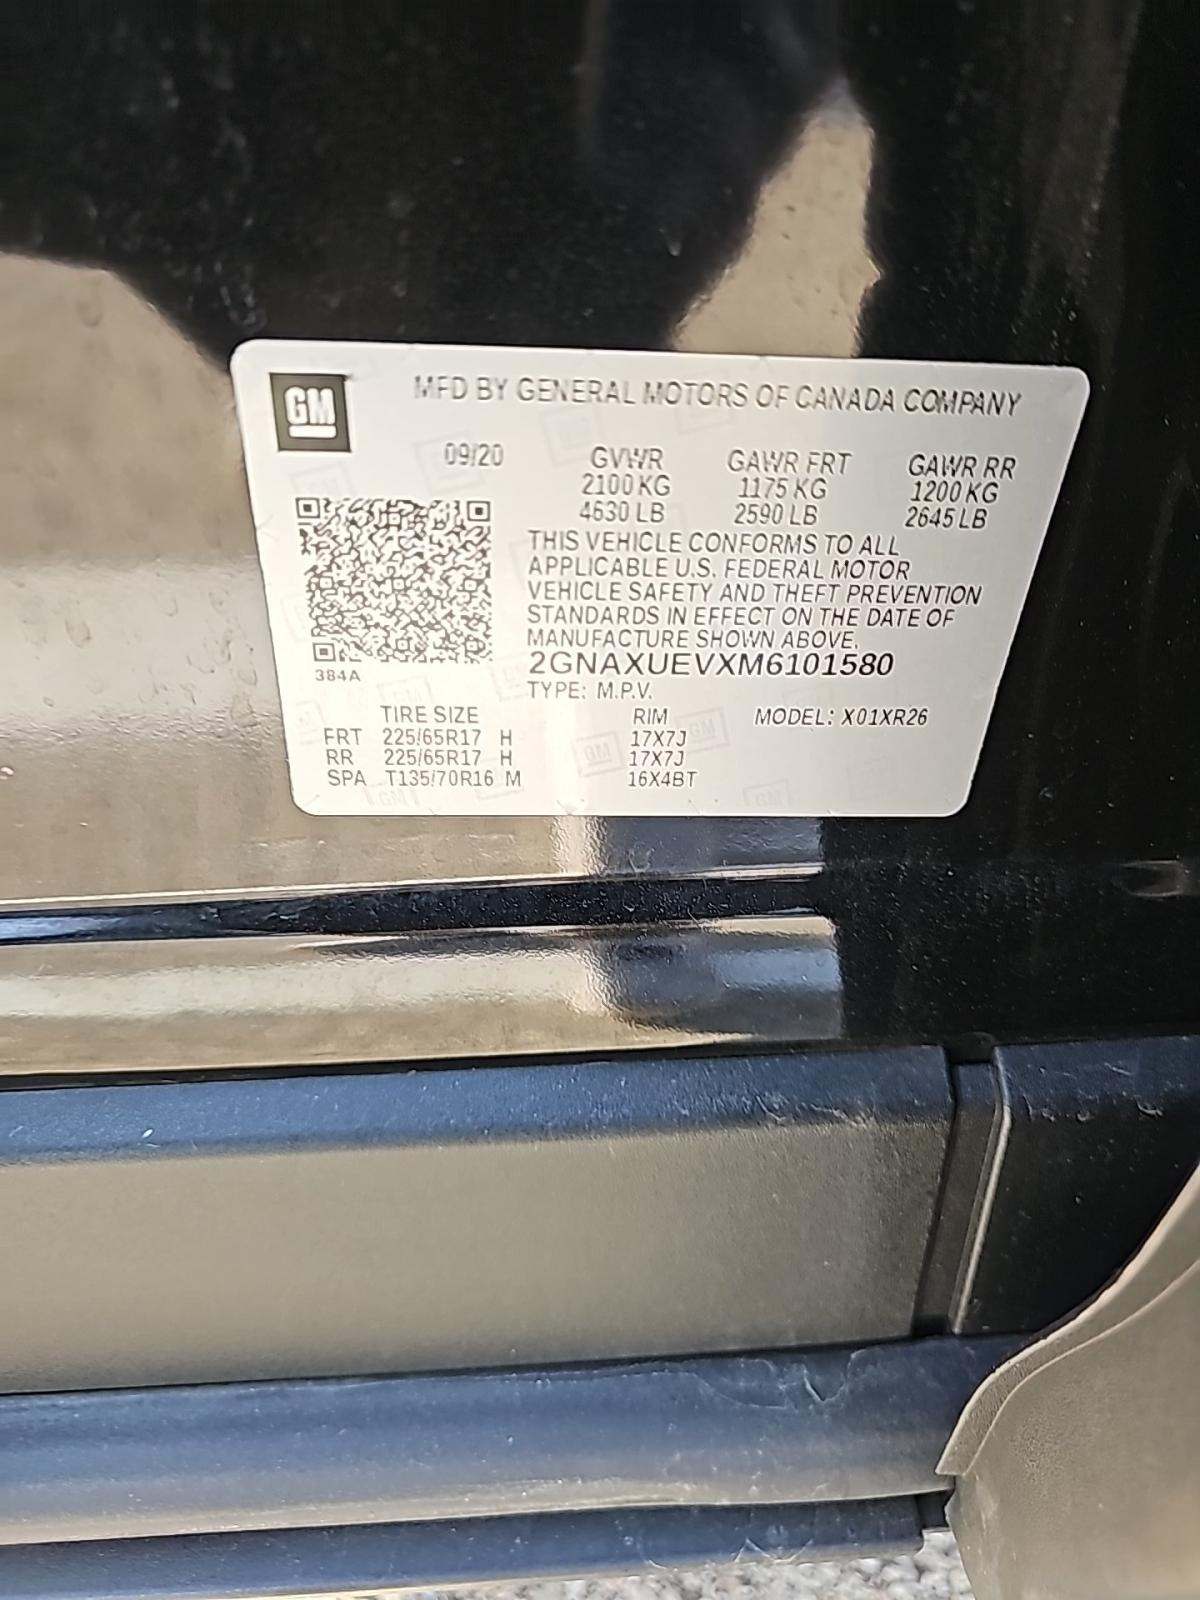 GM MFD BY GENERAL MOTORS OF CANADA COMPANY
09/20 GVWR GAWR FRT GAWR RR
2100 KG 1175 KG 1200 KG
4630 LB 2590 LB 2645 LB
THIS VEHICLE CONFORMS TO ALL
APPLICABLE U.S. FEDERAL MOTOR
VEHICLE SAFETY AND THEFT PREVENTION
STANDARDS IN EFFECT ON THE DATE OF
MANUFACTURE SHOWN ABOVE.
2GNAXUEVXM6101580
384A
TYPE: M.P.V.
TIRE SIZE RIM MODEL: X01XR26
FRT 225/65R17 H 17X7J
RR 225/65R17 H 17X7J
SPA T135/70R16 M 16X4BT